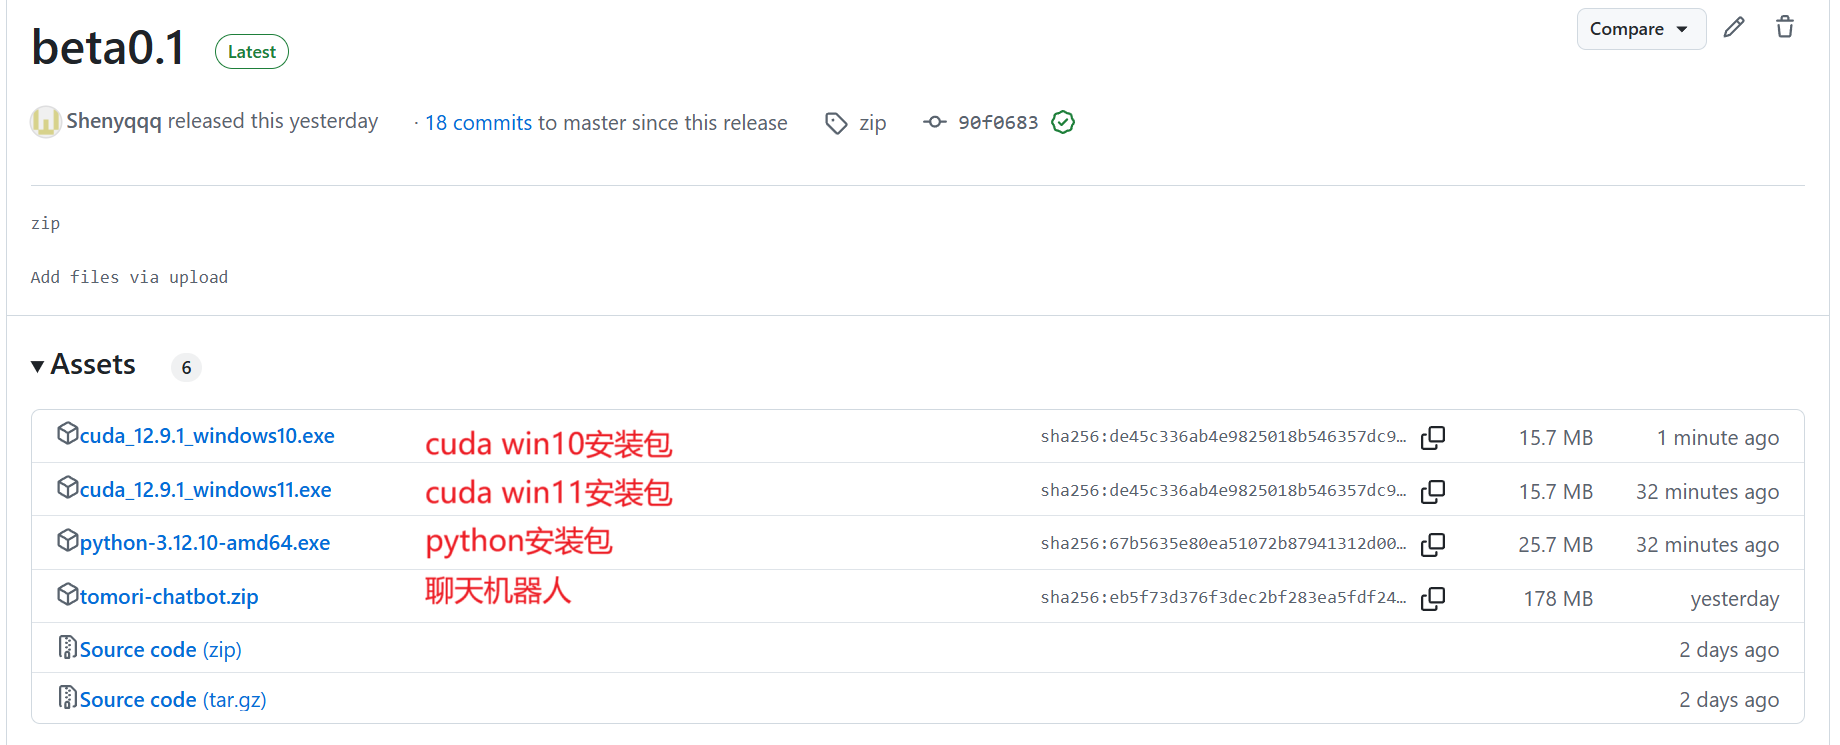 beta0.1 Latest Compare
Shenyqqq released this yesterday · 18 commits to master since this release zip 90f0683
zip
Add files via upload
Assets 6
cuda_12.9.1_windows10.exe cuda win10安装包 sha256:de45c336ab4e9825018b546357dc9… 15.7 MB 1 minute ago
cuda_12.9.1_windows11.exe cuda win11安装包 sha256:de45c336ab4e9825018b546357dc9… 15.7 MB 32 minutes ago
python-3.12.10-amd64.exe python安装包 sha256:67b5635e80ea51072b87941312d00… 25.7 MB 32 minutes ago
tomori-chatbot.zip 聊天机器人 sha256:eb5f73d376f3dec2bf283ea5fdf24… 178 MB yesterday
Source code (zip) 2 days ago
Source code (tar.gz) 2 days ago